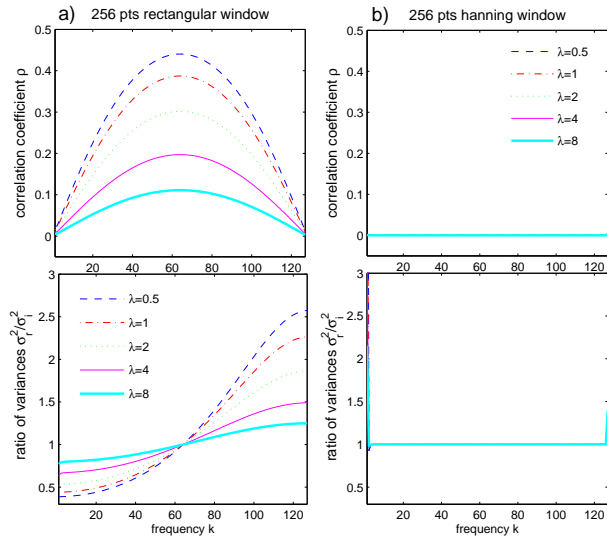 a) 256 pts rectangular window
correlation coefficient ρ
0.5
0.4
0.3
0.2
0.1
0
20 40 60 80 100 120
b) 256 pts hanning window
correlation coefficient ρ
0.5
0.4
0.3
0.2
0.1
0
λ=0.5
λ=1
λ=2
λ=4
λ=8
20 40 60 80 100 120
ratio of variances σ_r^2/σ_i^2
3
2.5
2
1.5
1
0.5
λ=0.5
λ=1
λ=2
λ=4
λ=8
20 40 60 80 100 120
frequency k
ratio of variances σ_r^2/σ_i^2
3
2.5
2
1.5
1
0.5
20 40 60 80 100 120
frequency k